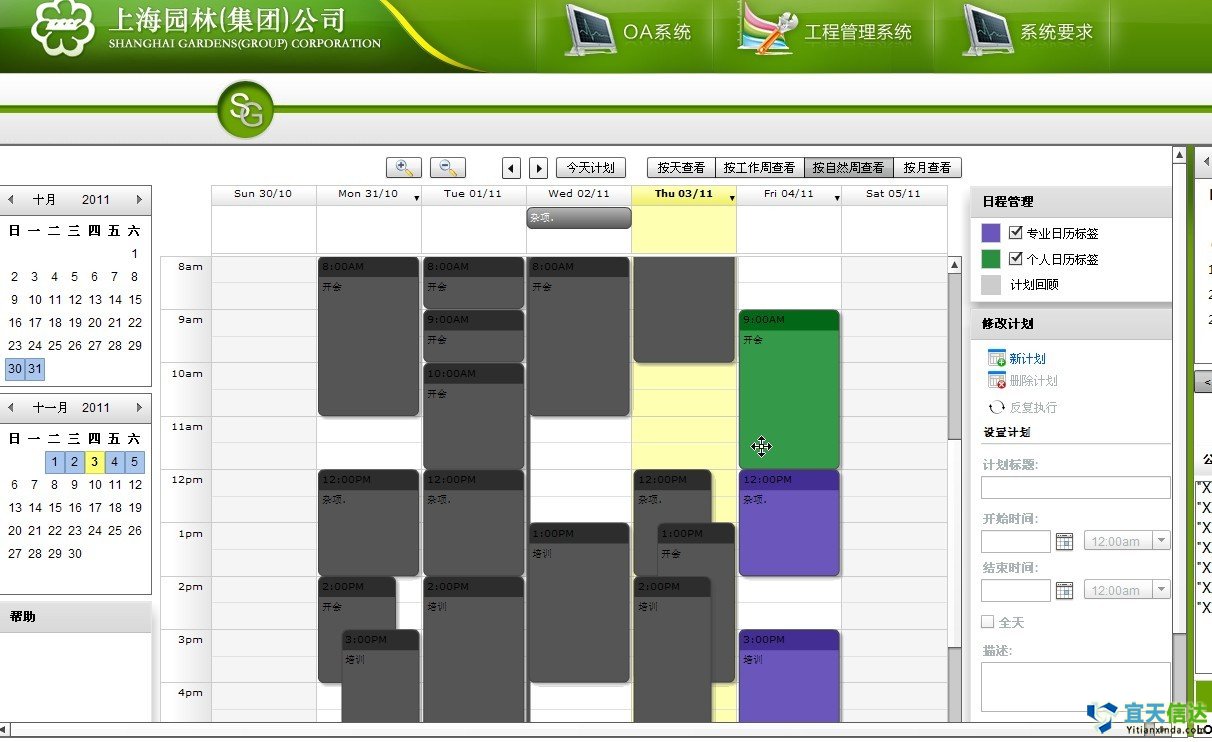 上海园林(集团)公司
SHANGHAI GARDENS(GROUP) CORPORATION
OA系统
工程管理系统
系统要求
SG
今天计划
按天查看
按工作周查看
按自然周查看
按月查看
十月 2011
日 一 二 三 四 五 六
1
2 3 4 5 6 7 8
9 10 11 12 13 14 15
16 17 18 19 20 21 22
23 24 25 26 27 28 29
30 31
十一月 2011
日 一 二 三 四 五 六
1 2 3 4 5
6 7 8 9 10 11 12
13 14 15 16 17 18 19
20 21 22 23 24 25 26
27 28 29 30
帮助
Sun 30/10
Mon 31/10
Tue 01/11
Wed 02/11
Thu 03/11
Fri 04/11
Sat 05/11
杂项.
8am
9am
10am
11am
12pm
1pm
2pm
3pm
4pm
8:00AM
开会
12:00PM
杂项.
2:00PM
开会
3:00PM
培训
8:00AM
开会
9:00AM
开会
10:00AM
开会
12:00PM
杂项.
2:00PM
培训
8:00AM
开会
1:00PM
培训
12:00PM
杂项.
1:00PM
开会
2:00PM
培训
9:00AM
开会
12:00PM
杂项.
3:00PM
培训
日程管理
专业日历标签
个人日历标签
计划回顾
修改计划
新计划
删除计划
反复执行
设置计划
计划标题:
开始时间:
12:00am
结束时间:
12:00am
全天
描述:
宜天信达
Yitianxinda.com